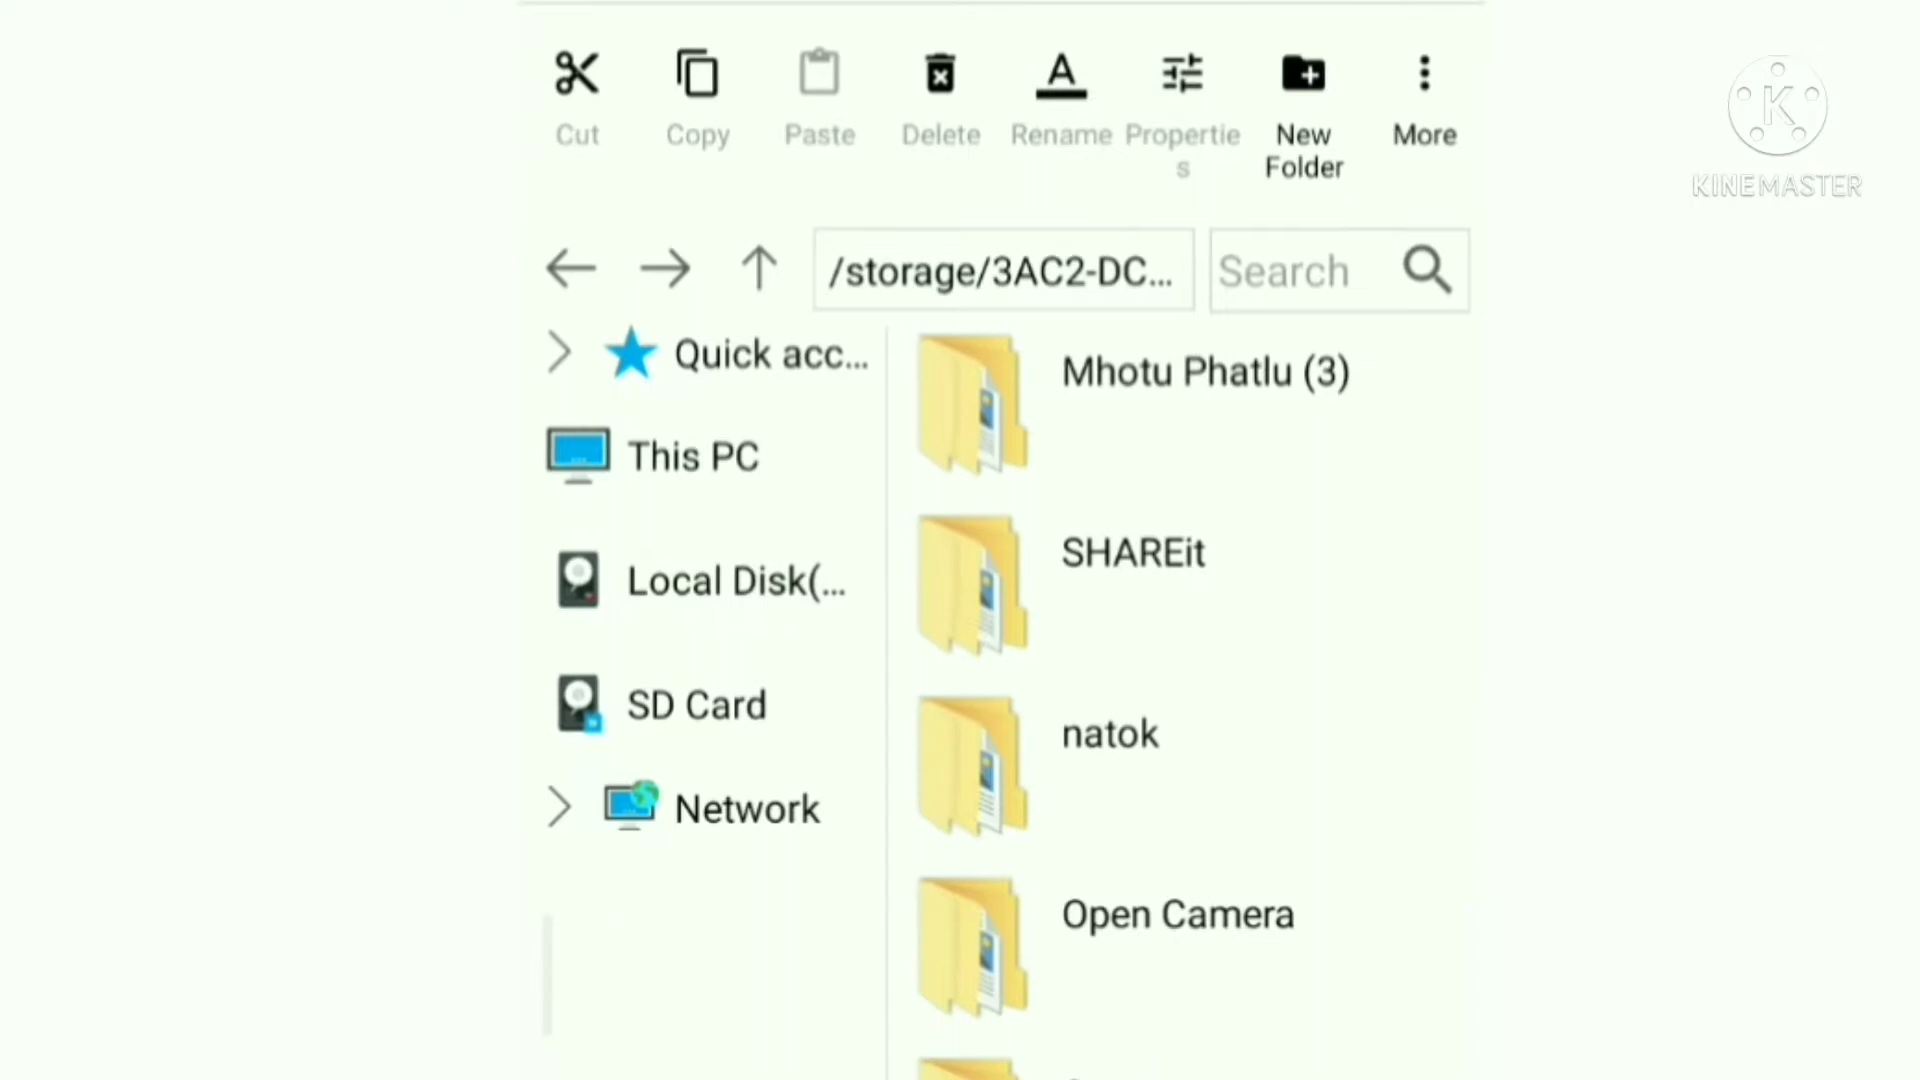 Cut Copy Paste Delete Rename Propertie New More
s Folder
K
KINEMASTER
/storage/3AC2-DC... Search
Quick acc...
This PC
Local Disk(...
SD Card
Network
Mhotu Phatlu (3)
SHAREit
natok
Open Camera